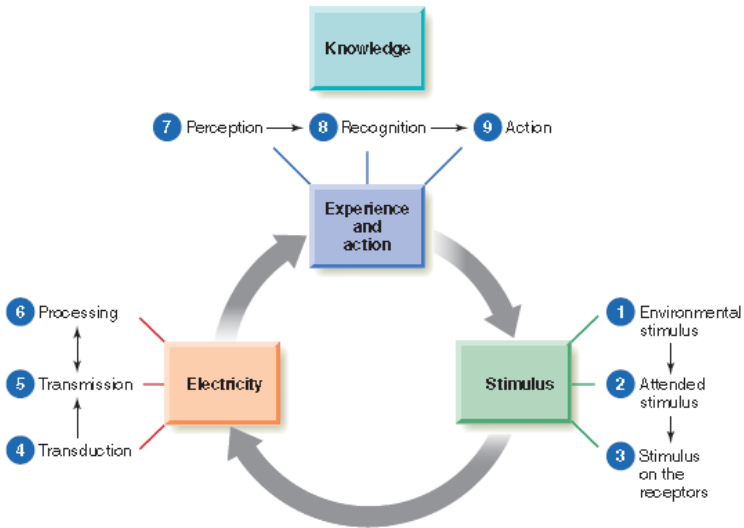 Knowledge
7 Perception
8 Recognition
9 Action
Experience
and
action
6 Processing
5 Transmission
4 Transduction
Electricity
Stimulus
1 Environmental
stimulus
2 Attended
stimulus
3 Stimulus
on the
receptors